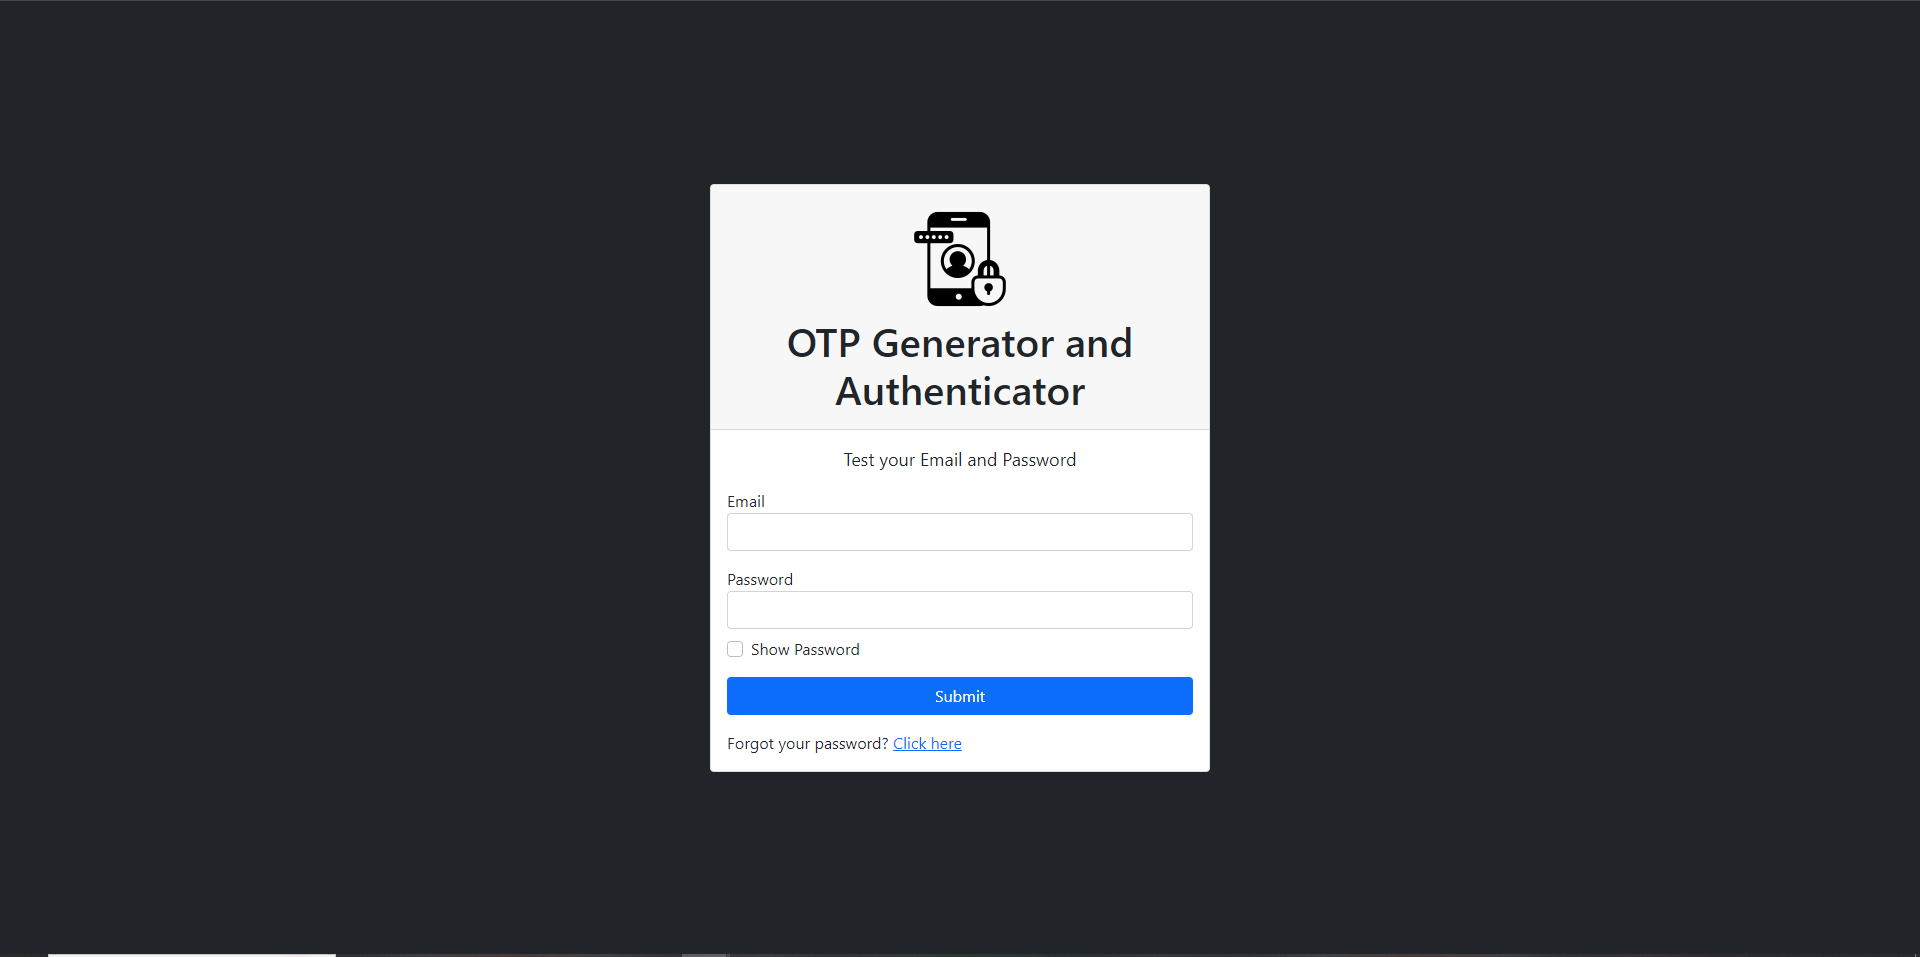 OTP Generator and
Authenticator
Test your Email and Password
Email
Password
Show Password
Submit
Forgot your password? Click here